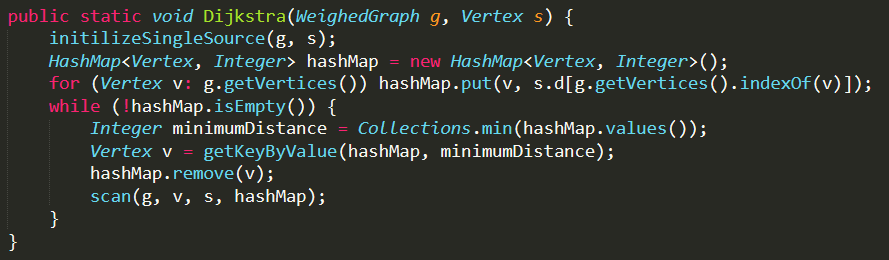 public static void Dijkstra(WeighedGraph g, Vertex s) {
    initilizeSingleSource(g, s);
    HashMap<Vertex, Integer> hashMap = new HashMap<Vertex, Integer>();
    for (Vertex v: g.getVertices()) hashMap.put(v, s.d[g.getVertices().indexOf(v)]);
    while (!hashMap.isEmpty()) {
        Integer minimumDistance = Collections.min(hashMap.values());
        Vertex v = getKeyByValue(hashMap, minimumDistance);
        hashMap.remove(v);
        scan(g, v, s, hashMap);
    }
}